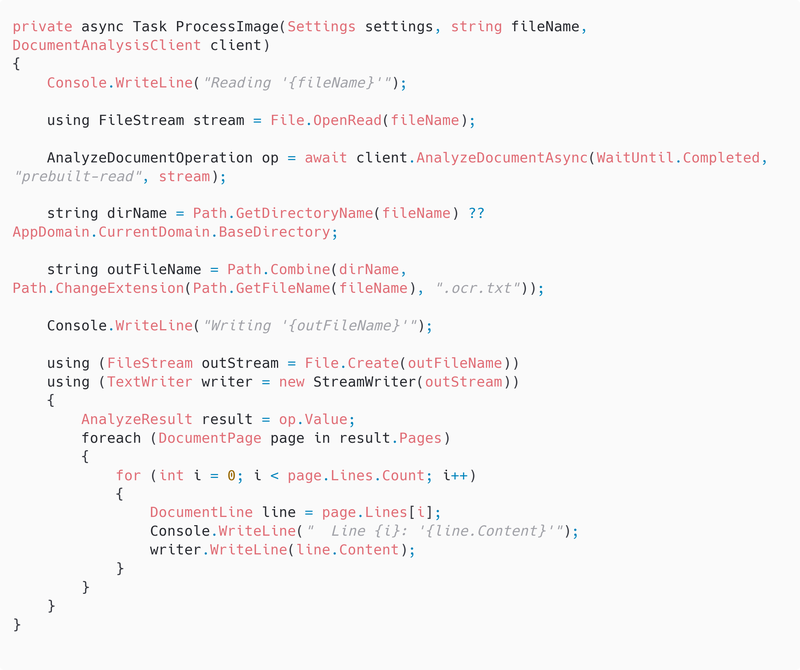 private async Task ProcessImage(Settings settings, string fileName,
DocumentAnalysisClient client)
{
    Console.WriteLine("Reading '{fileName}'");
    using FileStream stream = File.OpenRead(fileName);
    AnalyzeDocumentOperation op = await client.AnalyzeDocumentAsync(WaitUntil.Completed,
"prebuilt-read", stream);
    string dirName = Path.GetDirectoryName(fileName) ??
AppDomain.CurrentDomain.BaseDirectory;
    string outFileName = Path.Combine(dirName,
Path.ChangeExtension(Path.GetFileName(fileName), ".ocr.txt"));
    Console.WriteLine("Writing '{outFileName}'");
    using (FileStream outStream = File.Create(outFileName))
    using (TextWriter writer = new StreamWriter(outStream))
    {
        AnalyzeResult result = op.Value;
        foreach (DocumentPage page in result.Pages)
        {
            for (int i = 0; i < page.Lines.Count; i++)
            {
                DocumentLine line = page.Lines[i];
                Console.WriteLine("  Line {i}: '{line.Content}'");
                writer.WriteLine(line.Content);
            }
        }
    }
}